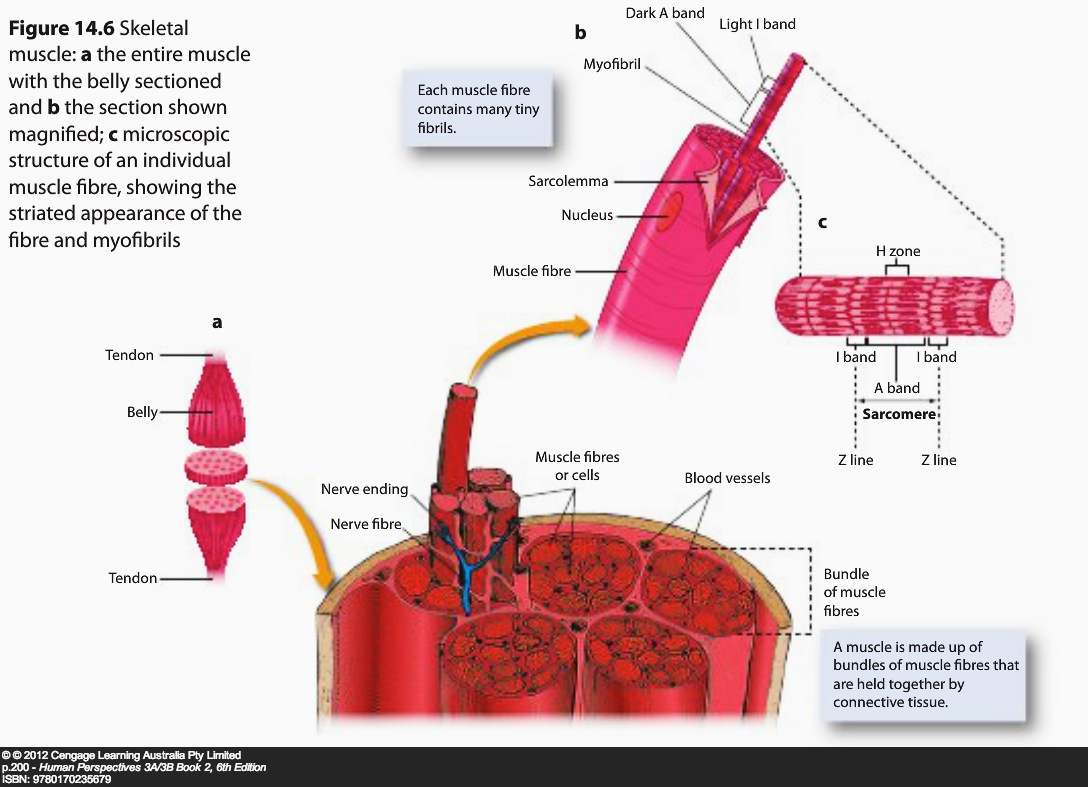 Figure 14.6 Skeletal
muscle: a the entire muscle
with the belly sectioned
and b the section shown
magnified; c microscopic
structure of an individual
muscle fibre, showing the
striated appearance of the
fibre and myofibrils
b
Dark A band
Light I band
Myofibril
Each muscle fibre
contains many tiny
fibrils.
Sarcolemma
Nucleus
Muscle fibre
c
H zone
I band
I band
A band
Sarcomere
Z line
Z line
a
Tendon
Belly
Tendon
Nerve ending
Nerve fibre
Muscle fibres
or cells
Blood vessels
Bundle
of muscle
fibres
A muscle is made up of
bundles of muscle fibres that
are held together by
connective tissue.
© © 2012 Cengage Learning Australia Pty Limited
p.200 - Human Perspectives 3A/3B Book 2, 6th Edition
ISBN: 9780170235679